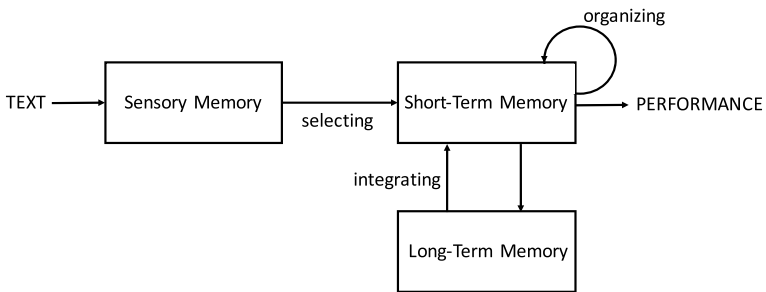 organizing
TEXT
Sensory Memory
selecting
Short-Term Memory
PERFORMANCE
integrating
Long-Term Memory